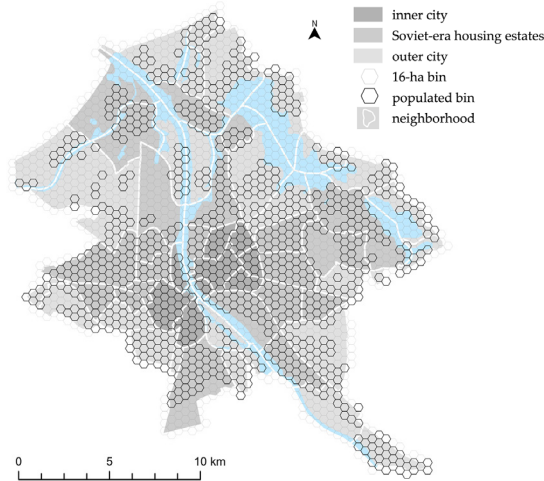 N
inner city
Soviet-era housing estates
outer city
16-ha bin
populated bin
neighborhood
0 5 10 km